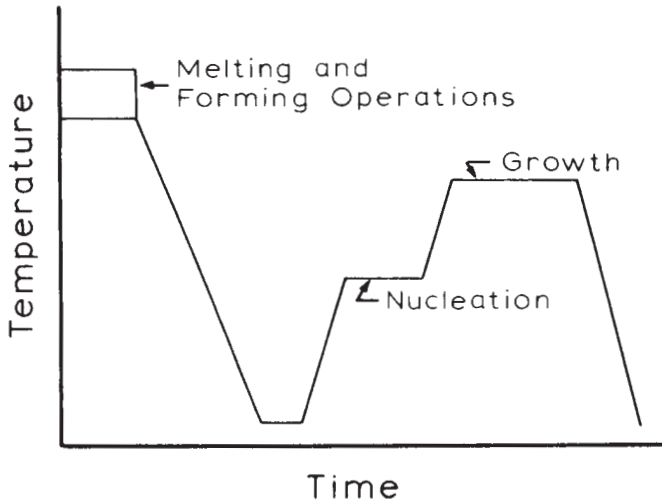 Melting and
Forming Operations
Growth
Nucleation
Temperature
Time